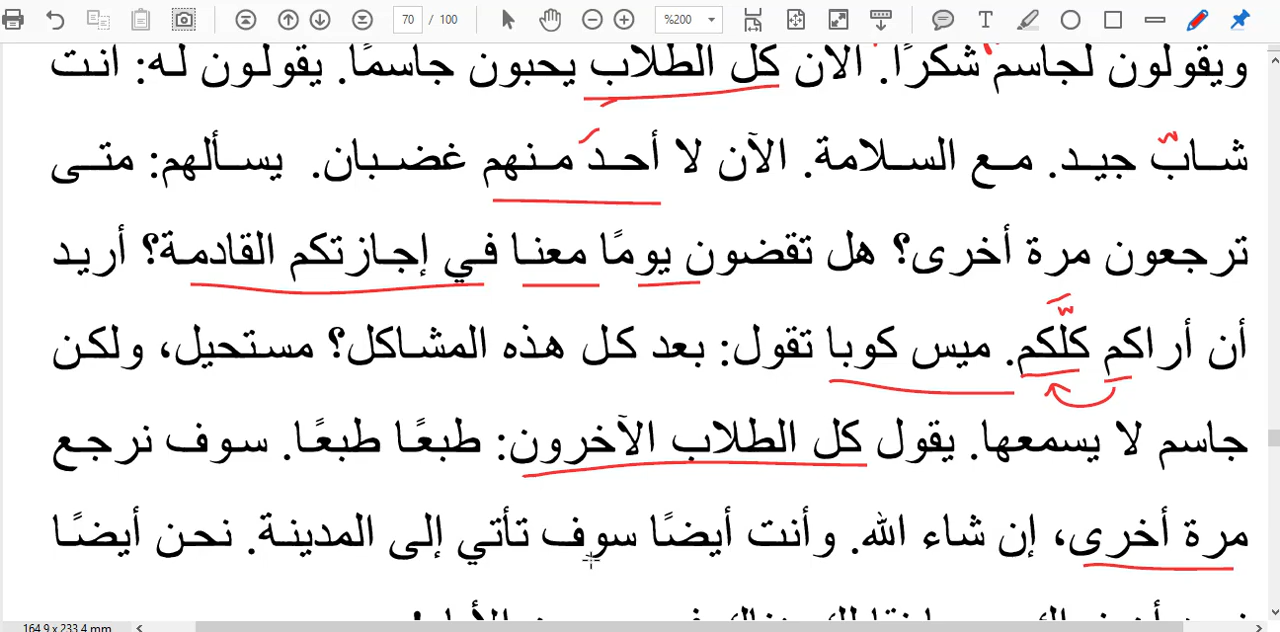 70 / 100 %200
ويقولون لجاسم شكرًا. الآن كل الطلاب يحبون جاسمًا. يقولون له: انت
شابّ جيد. مع السلامة. الآن لا أحدَ منهم غضبان. يسألهم: متى
ترجعون مرة أخرى؟ هل تقضون يومًا معنا في إجازتكم القادمة؟ أريد
أن أراكم كلَّكم. ميس كوبا تقول: بعد كل هذه المشاكل؟ مستحيل، ولكن
جاسم لا يسمعها. يقول كل الطلاب الآخرون: طبعًا طبعًا. سوف نرجع
مرة أخرى، إن شاء الله. وأنت أيضًا سوف تأتي إلى المدينة. نحن أيضًا
164.9 x 233.4 mm